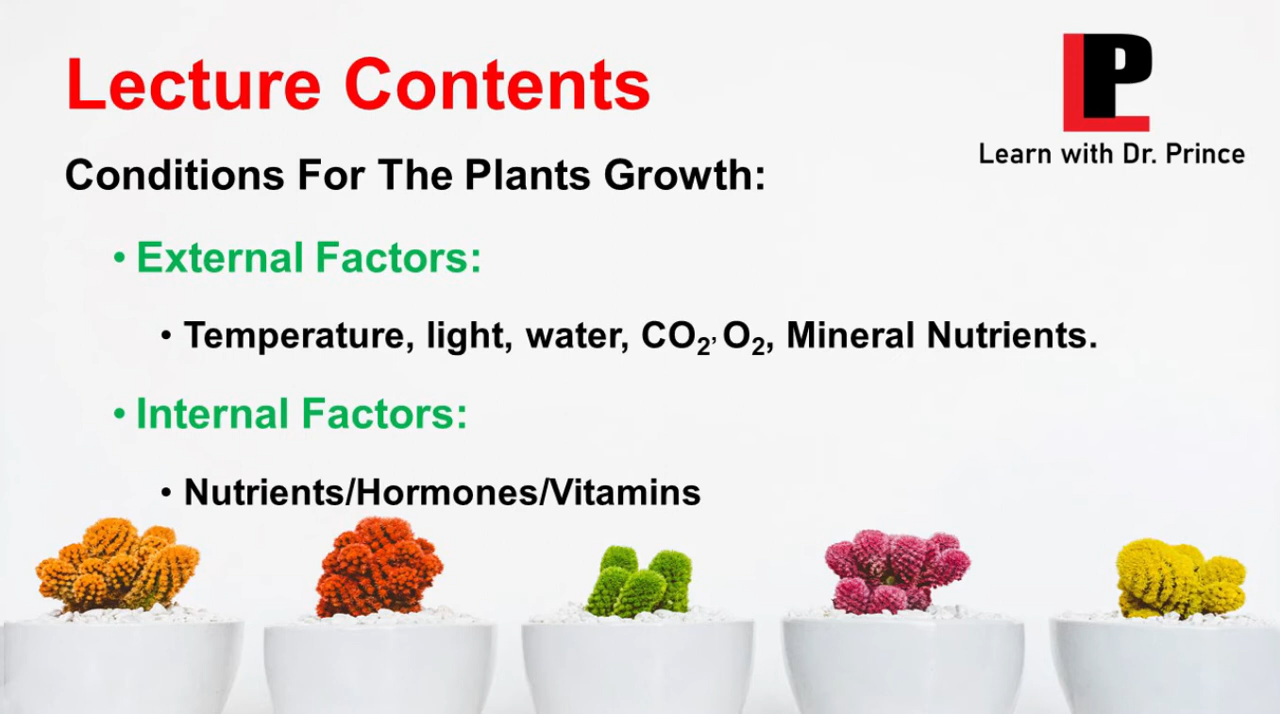 Lecture Contents
LP
Learn with Dr. Prince
Conditions For The Plants Growth:
• External Factors:
• Temperature, light, water, CO₂, O₂, Mineral Nutrients.
• Internal Factors:
• Nutrients/Hormones/Vitamins